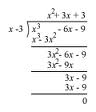 x² + 3x + 3
x - 3 x³ - 6x - 9
x³ - 3x²
3x² - 6x - 9
3x² - 9x
3x - 9
3x - 9
0